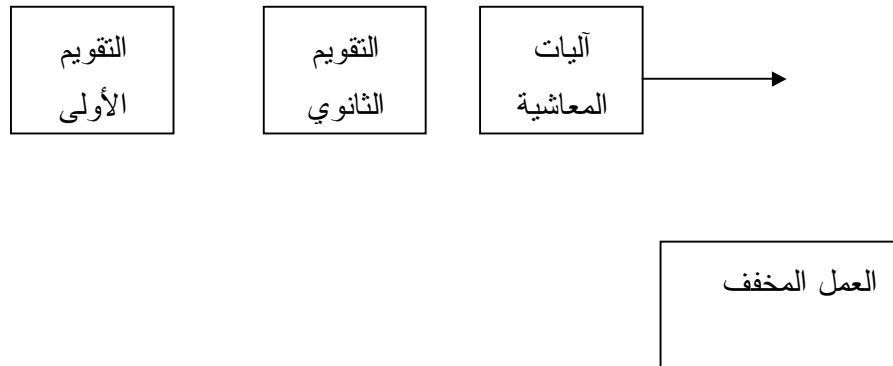 آليات
المعاشية
التقويم
الثانوي
التقويم
الأولى
العمل المخفف